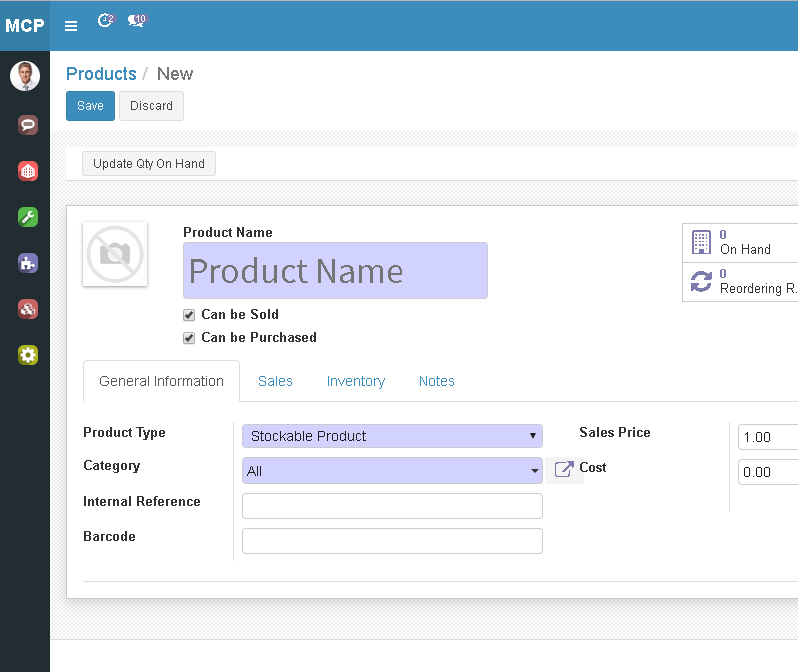 MCP
2
10
Products / New
Save
Discard
Update Qty On Hand
Product Name
Product Name
0
On Hand
0
Reordering R.
Can be Sold
Can be Purchased
General Information
Sales
Inventory
Notes
Product Type
Stockable Product
Sales Price
1.00
Category
All
Cost
0.00
Internal Reference
Barcode